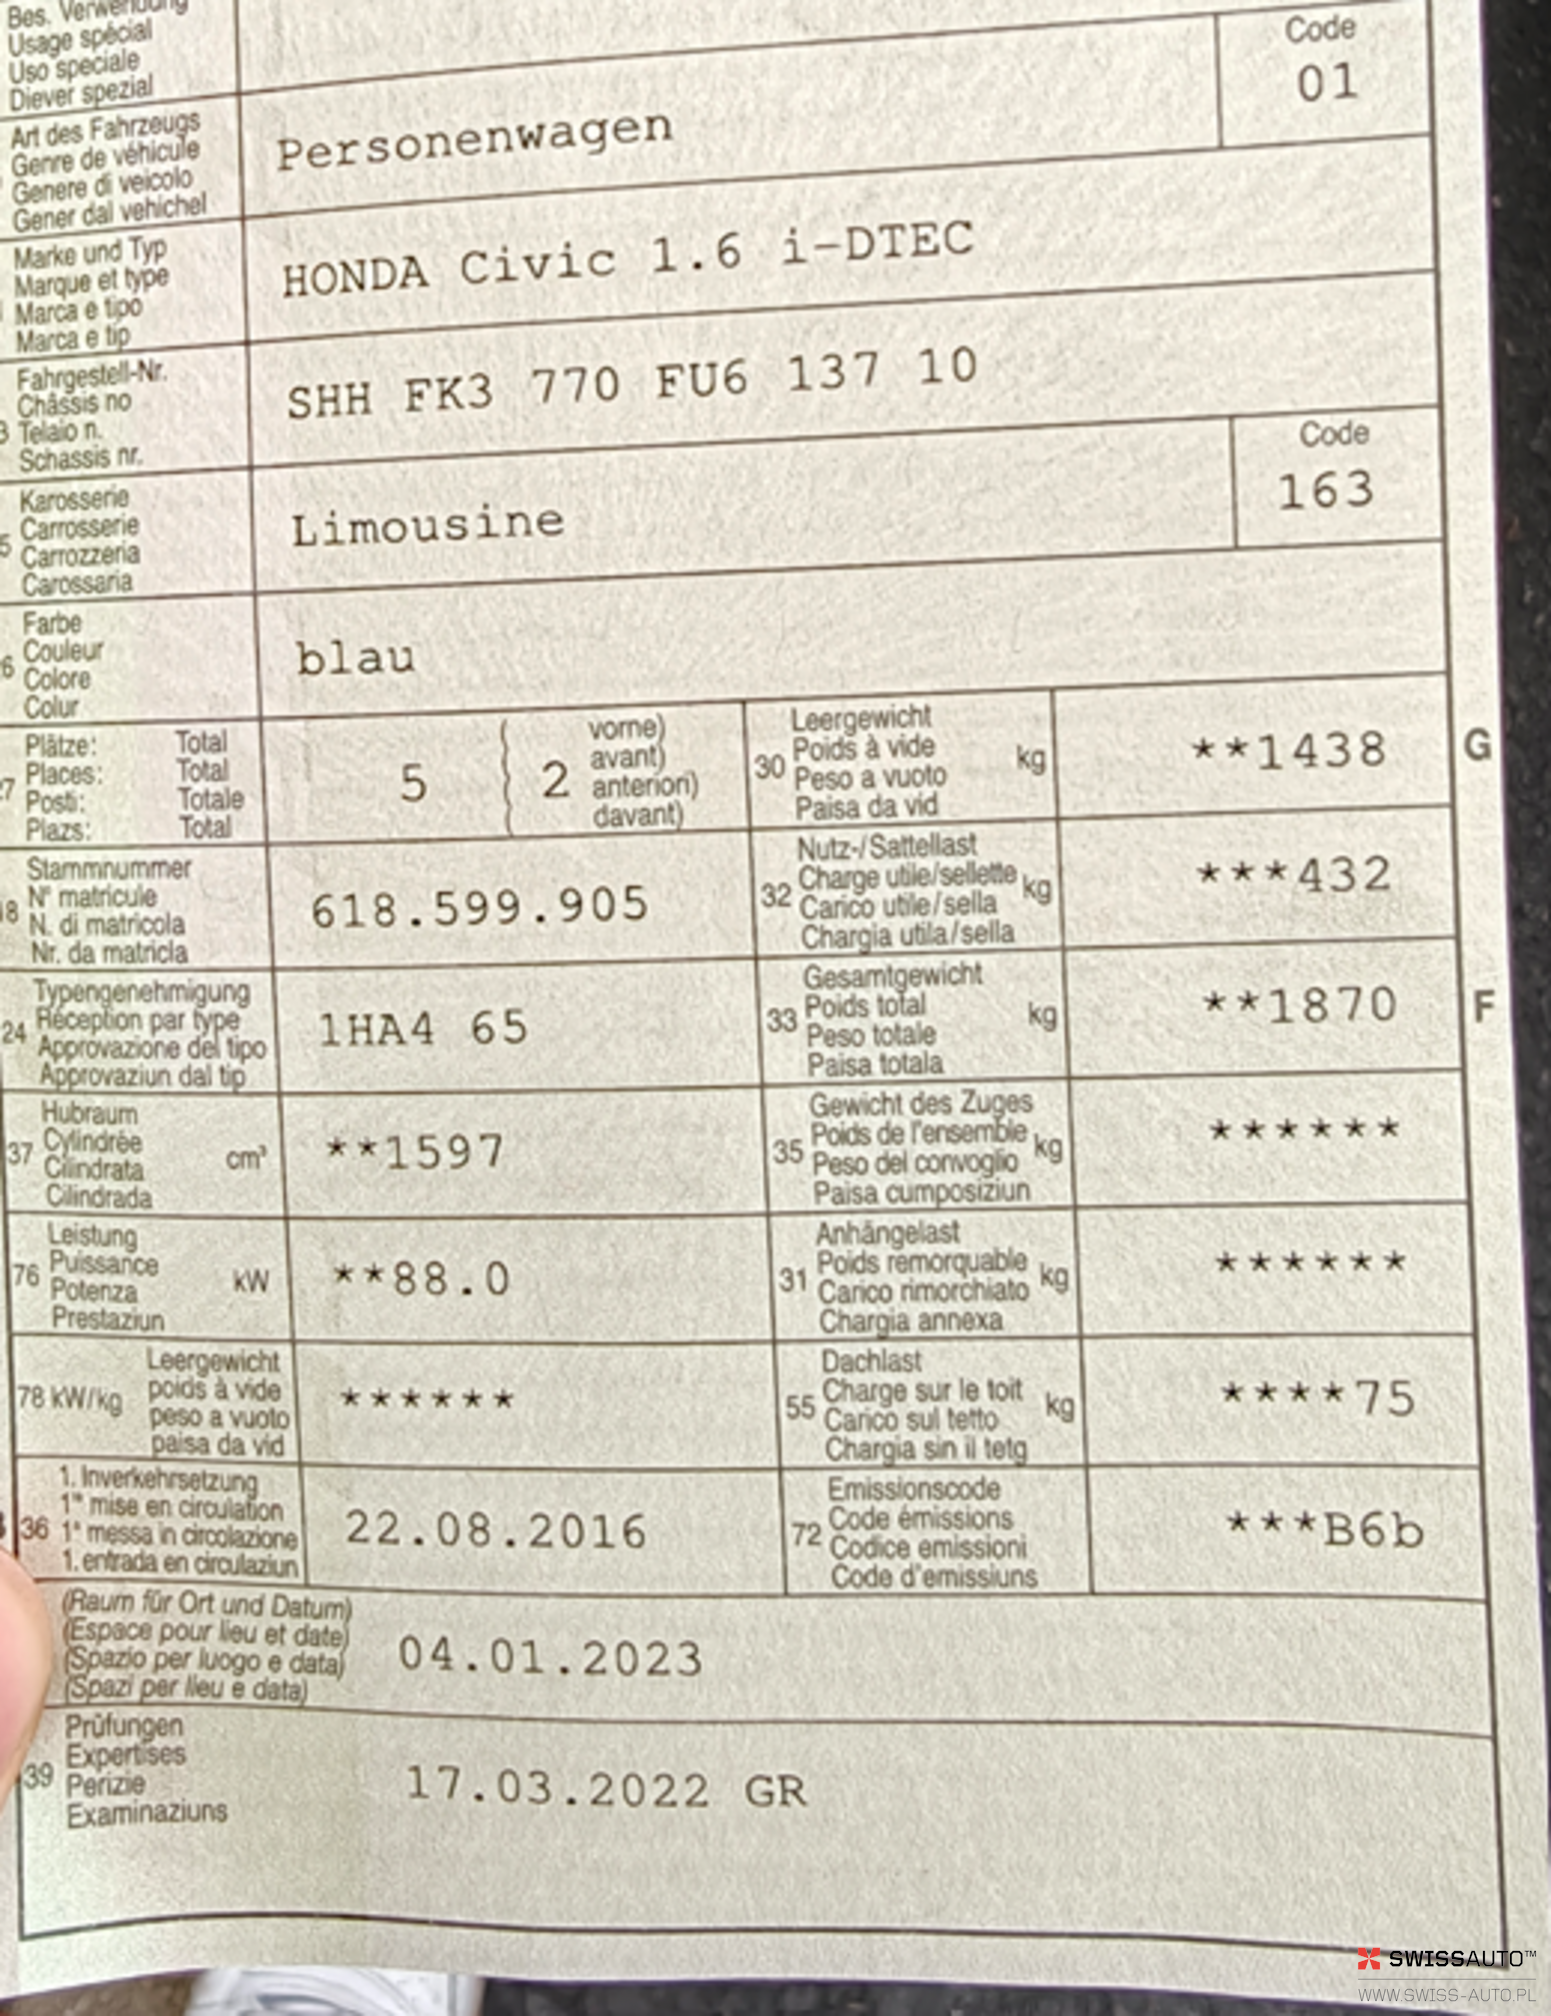 Bes. Verwendung
Usage spécial
Uso speciale
Diever spezial
Code
01
Art des Fahrzeugs
Genre de véhicule
Genere di veicolo
Gener dal vehichel
Personenwagen
Marke und Typ
Marque et type
Marca e tipo
Marca e tip
HONDA Civic 1.6 i-DTEC
Fahrgestell-Nr.
Châssis no
Telaio n.
Schassis nr.
SHH FK3 770 FU6 137 10
Karosserie
Carrosserie
Carrozzeria
Carossaria
Limousine
Code
163
Farbe
Couleur
Colore
Colur
blau
Plätze: Total
Places: Total
Posti: Totale
Plazs: Total
5
2
vorne)
avant)
anteriori)
davant)
30
Leergewicht
Poids à vide
Peso a vuoto
Paisa da vid
kg
**1438
G
Stammnummer
N° matricule
N. di matricola
Nr. da matricla
618.599.905
32
Nutz-/Sattellast
Charge utile/sellette
Carico utile/sella
Chargia utila/sella
kg
***432
24
Typengenehmigung
Réception par type
Approvazione del tipo
Approvaziun dal tip
1HA4 65
33
Gesamtgewicht
Poids total
Peso totale
Paisa totala
kg
**1870
F
37
Hubraum
Cylindrée
Cilindrata
Cilindrada
cm³
**1597
35
Gewicht des Zuges
Poids de l'ensemble
Peso del convoglio
Paisa cumposiziun
kg
******
76
Leistung
Puissance
Potenza
Prestaziun
kW
**88.0
31
Anhängelast
Poids remorquable
Carico rimorchiato
Chargia annexa
kg
******
78 kW/kg
Leergewicht
poids à vide
peso a vuoto
paisa da vid
******
55
Dachlast
Charge sur le toit
Carico sul tetto
Chargia sin il tetg
kg
****75
36
1. Inverkehrsetzung
1re mise en circulation
1a messa in circolazione
1. entrada en circulaziun
22.08.2016
72
Emissionscode
Code émissions
Codice emissioni
Code d'emissiuns
***B6b
(Raum für Ort und Datum)
(Espace pour lieu et date)
(Spazio per luogo e data)
(Spazi per lieu e data)
04.01.2023
39
Prüfungen
Expertises
Perizie
Examinaziuns
17.03.2022 GR
SWISSAUTO™
WWW.SWISS-AUTO.PL